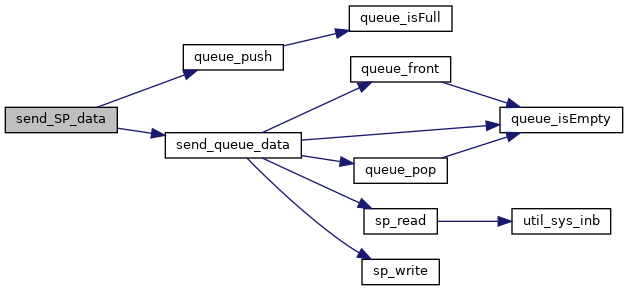 send_SP_data
queue_push
queue_isFull
send_queue_data
queue_front
queue_isEmpty
queue_pop
sp_read
util_sys_inb
sp_write